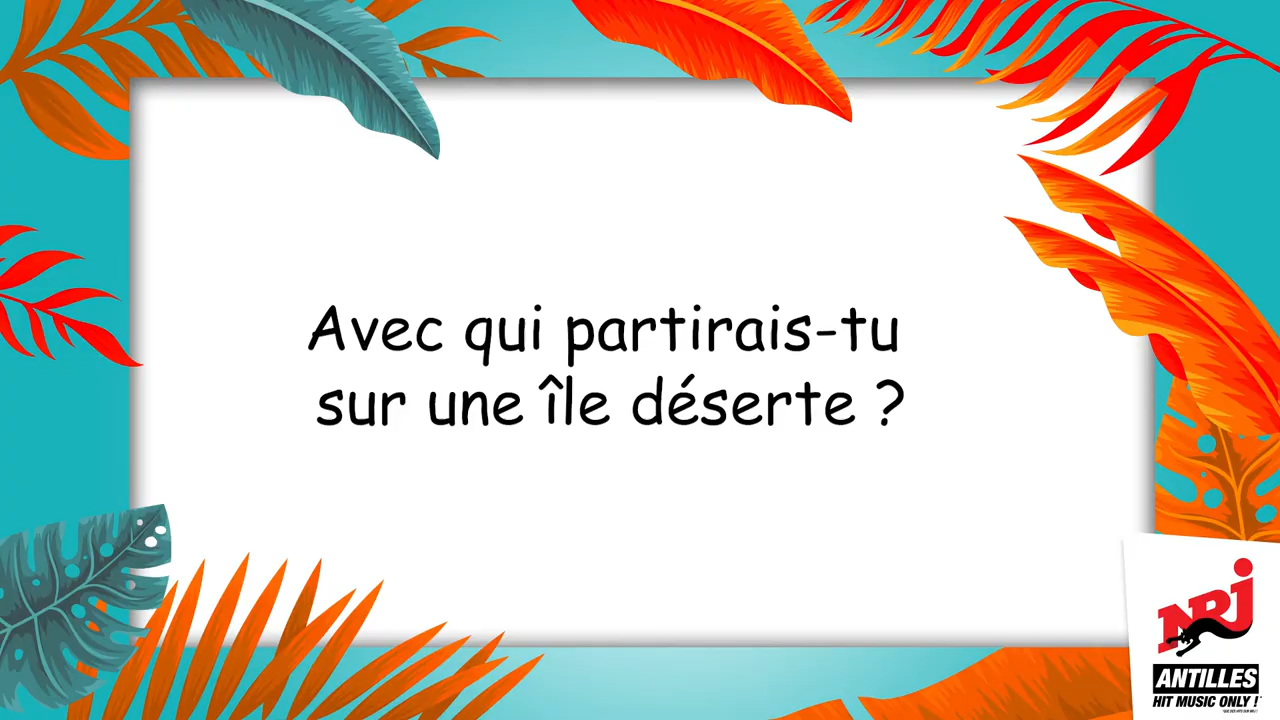 Avec qui partirais-tu
sur une île déserte ?
NRJ
ANTILLES
HIT MUSIC ONLY !